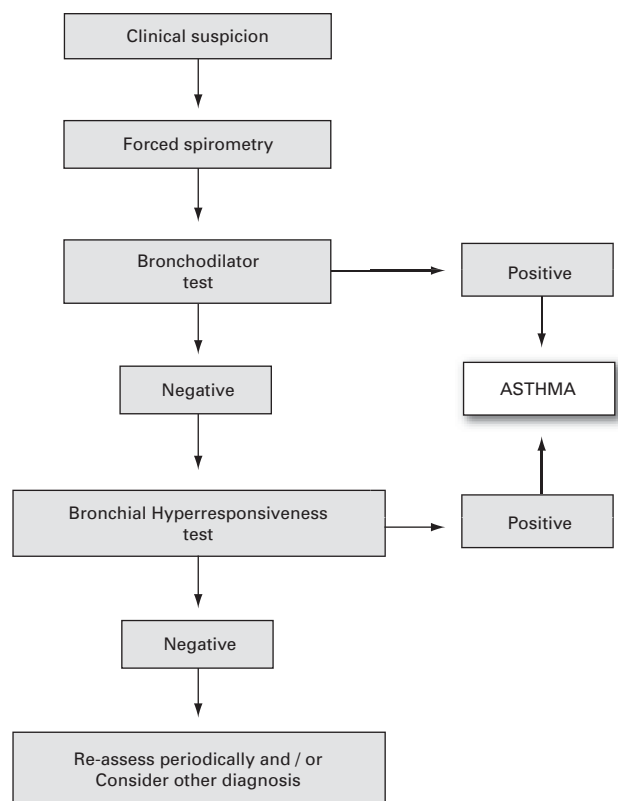 Clinical suspicion
Forced spirometry
Bronchodilator
test
Positive
Negative
ASTHMA
Bronchial Hyperresponsiveness
test
Positive
Negative
Re-assess periodically and / or
Consider other diagnosis